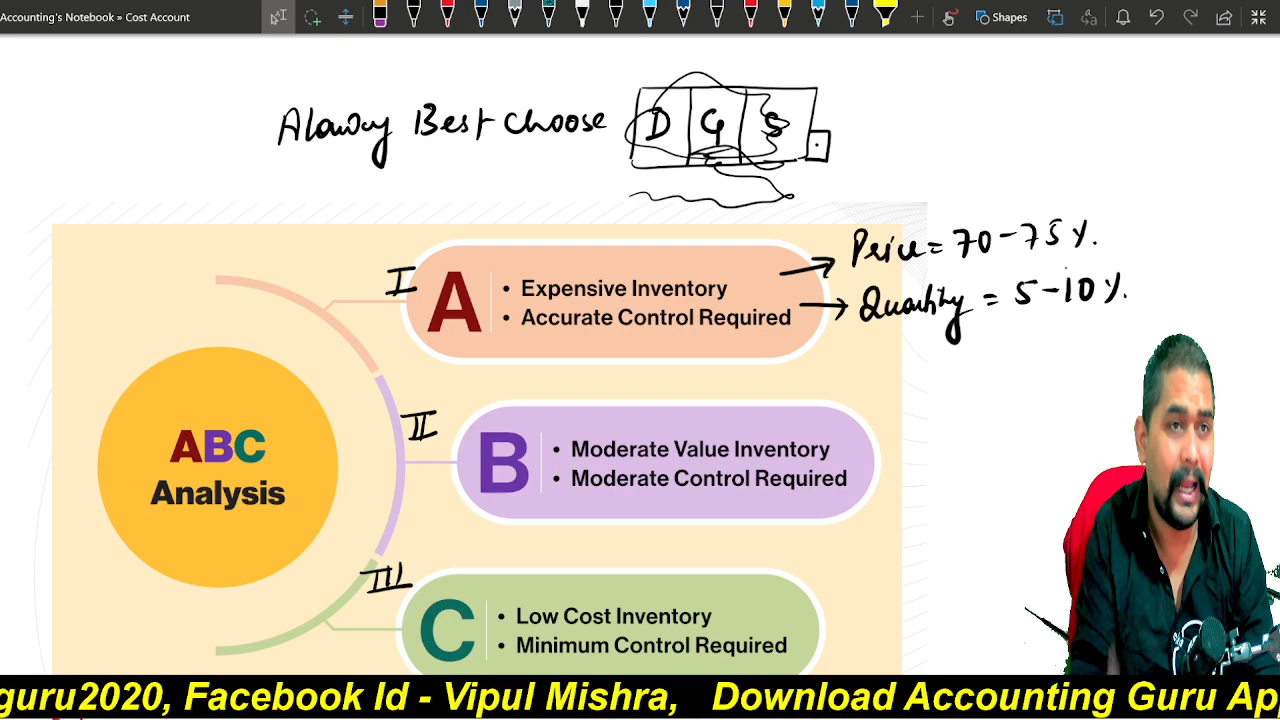 Accounting's Notebook » Cost Account
Shapes
Alaway Best choose D G S
Price = 70-75%.
Quantity = 5-10%.
I
A
• Expensive Inventory
• Accurate Control Required
II
B
• Moderate Value Inventory
• Moderate Control Required
ABC
Analysis
III
C
• Low Cost Inventory
• Minimum Control Required
guru2020, Facebook Id - Vipul Mishra, Download Accounting Guru Ap